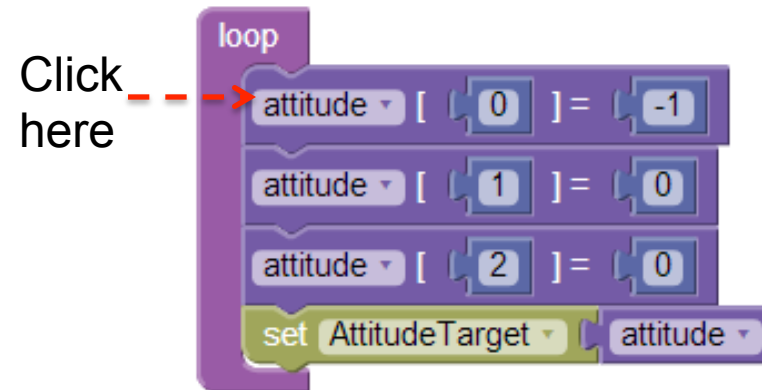 loop
Click
here
attitude [ 0 ] = -1
attitude [ 1 ] = 0
attitude [ 2 ] = 0
set AttitudeTarget attitude